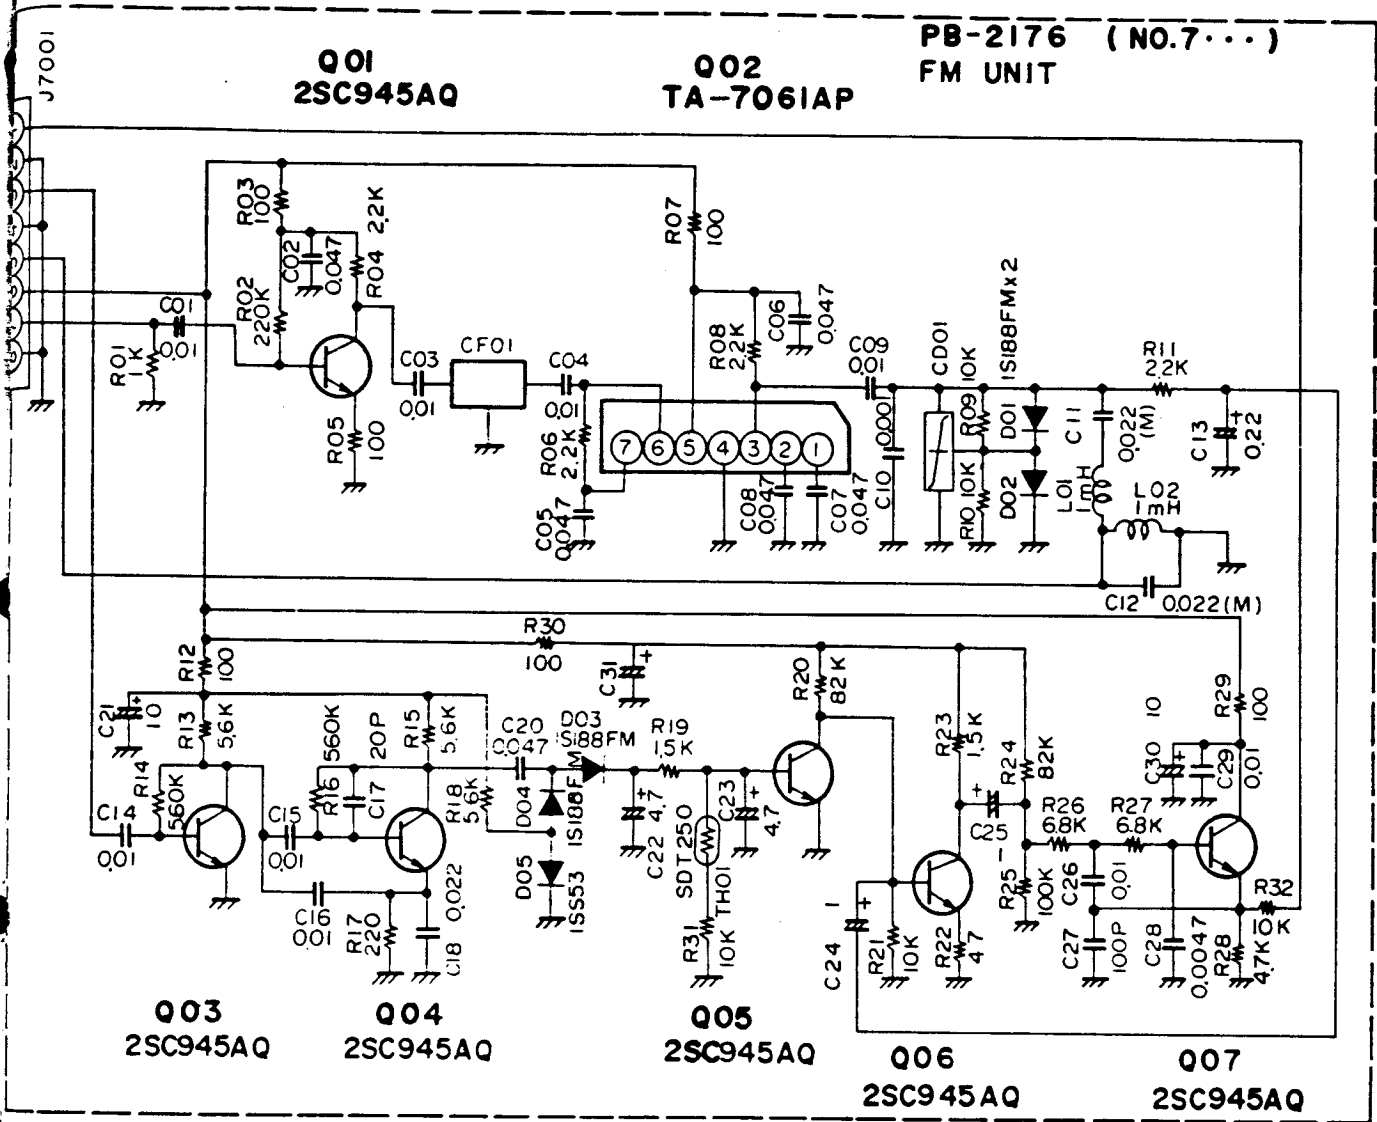 PB-2176 (NO.7···)
FM UNIT
J7001
Q01
2SC945AQ
Q02
TA-7061AP
R03
100
C02
0.047
R04
2.2K
R02
220K
C01
0.01
R01
1K
R05
100
C03
0.01
CF01
C04
0.01
R06
2.2K
C05
0.047
R07
100
R08
2.2K
C06
0.047
7 6 5 4 3 2 1
C08
0.047
C07
0.047
C09
0.01
C10
0.001
CD01
R09 10K
R10 10K
1S188FMx2
D01
D02
C11
0.022
(M)
L01
1mH
L02
1mH
C12 0.022(M)
R11
2.2K
C13
+
0.22
R12
100
R30
100
C21
+
10
R13
5.6K
R14
560K
C14
0.01
R16
560K
C17
20P
R15
5.6K
C15
0.01
C16
0.01
R17
220
C18
0.022
R18
5.6K
C20
0.047
D03
1S188FM
D04
1S188FM
D05
1SS53
C31
+
R19
1.5K
C22
4.7
+
SDT250
TH01
R31
10K
C23
4.7
+
R20
82K
C24
1
+
R21
10K
R22
47
R23
1.5K
R24
82K
C25
1
+
R25
100K
R26
6.8K
R27
6.8K
C26
0.01
C27
100P
C28
0.0047
R28
4.7K
C30
10
+
C29
0.01
R29
100
R32
10K
Q03
2SC945AQ
Q04
2SC945AQ
Q05
2SC945AQ
Q06
2SC945AQ
Q07
2SC945AQ